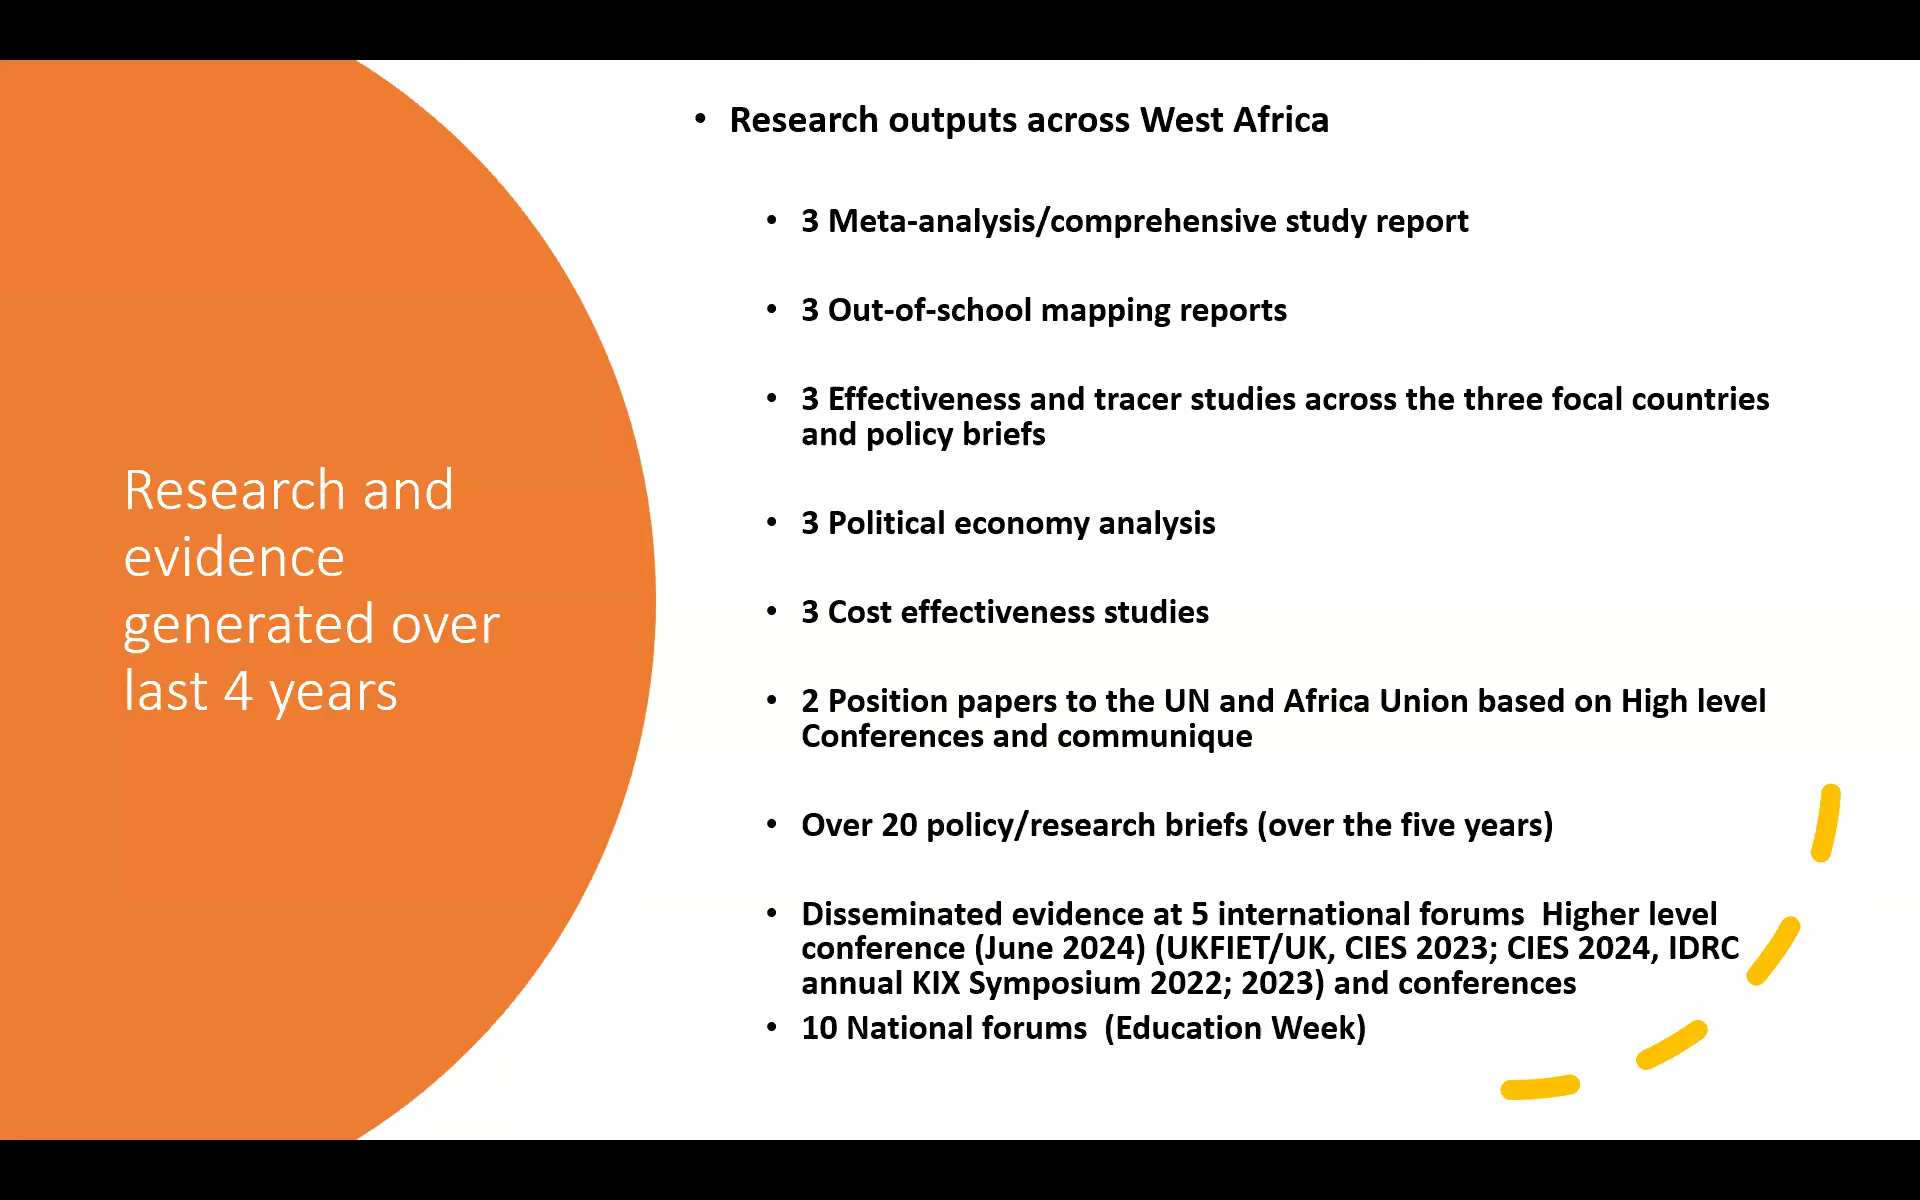 Research and
evidence
generated over
last 4 years
• Research outputs across West Africa
• 3 Meta-analysis/comprehensive study report
• 3 Out-of-school mapping reports
• 3 Effectiveness and tracer studies across the three focal countries
and policy briefs
• 3 Political economy analysis
• 3 Cost effectiveness studies
• 2 Position papers to the UN and Africa Union based on High level
Conferences and communique
• Over 20 policy/research briefs (over the five years)
• Disseminated evidence at 5 international forums  Higher level
conference (June 2024) (UKFIET/UK, CIES 2023; CIES 2024, IDRC
annual KIX Symposium 2022; 2023) and conferences
• 10 National forums  (Education Week)